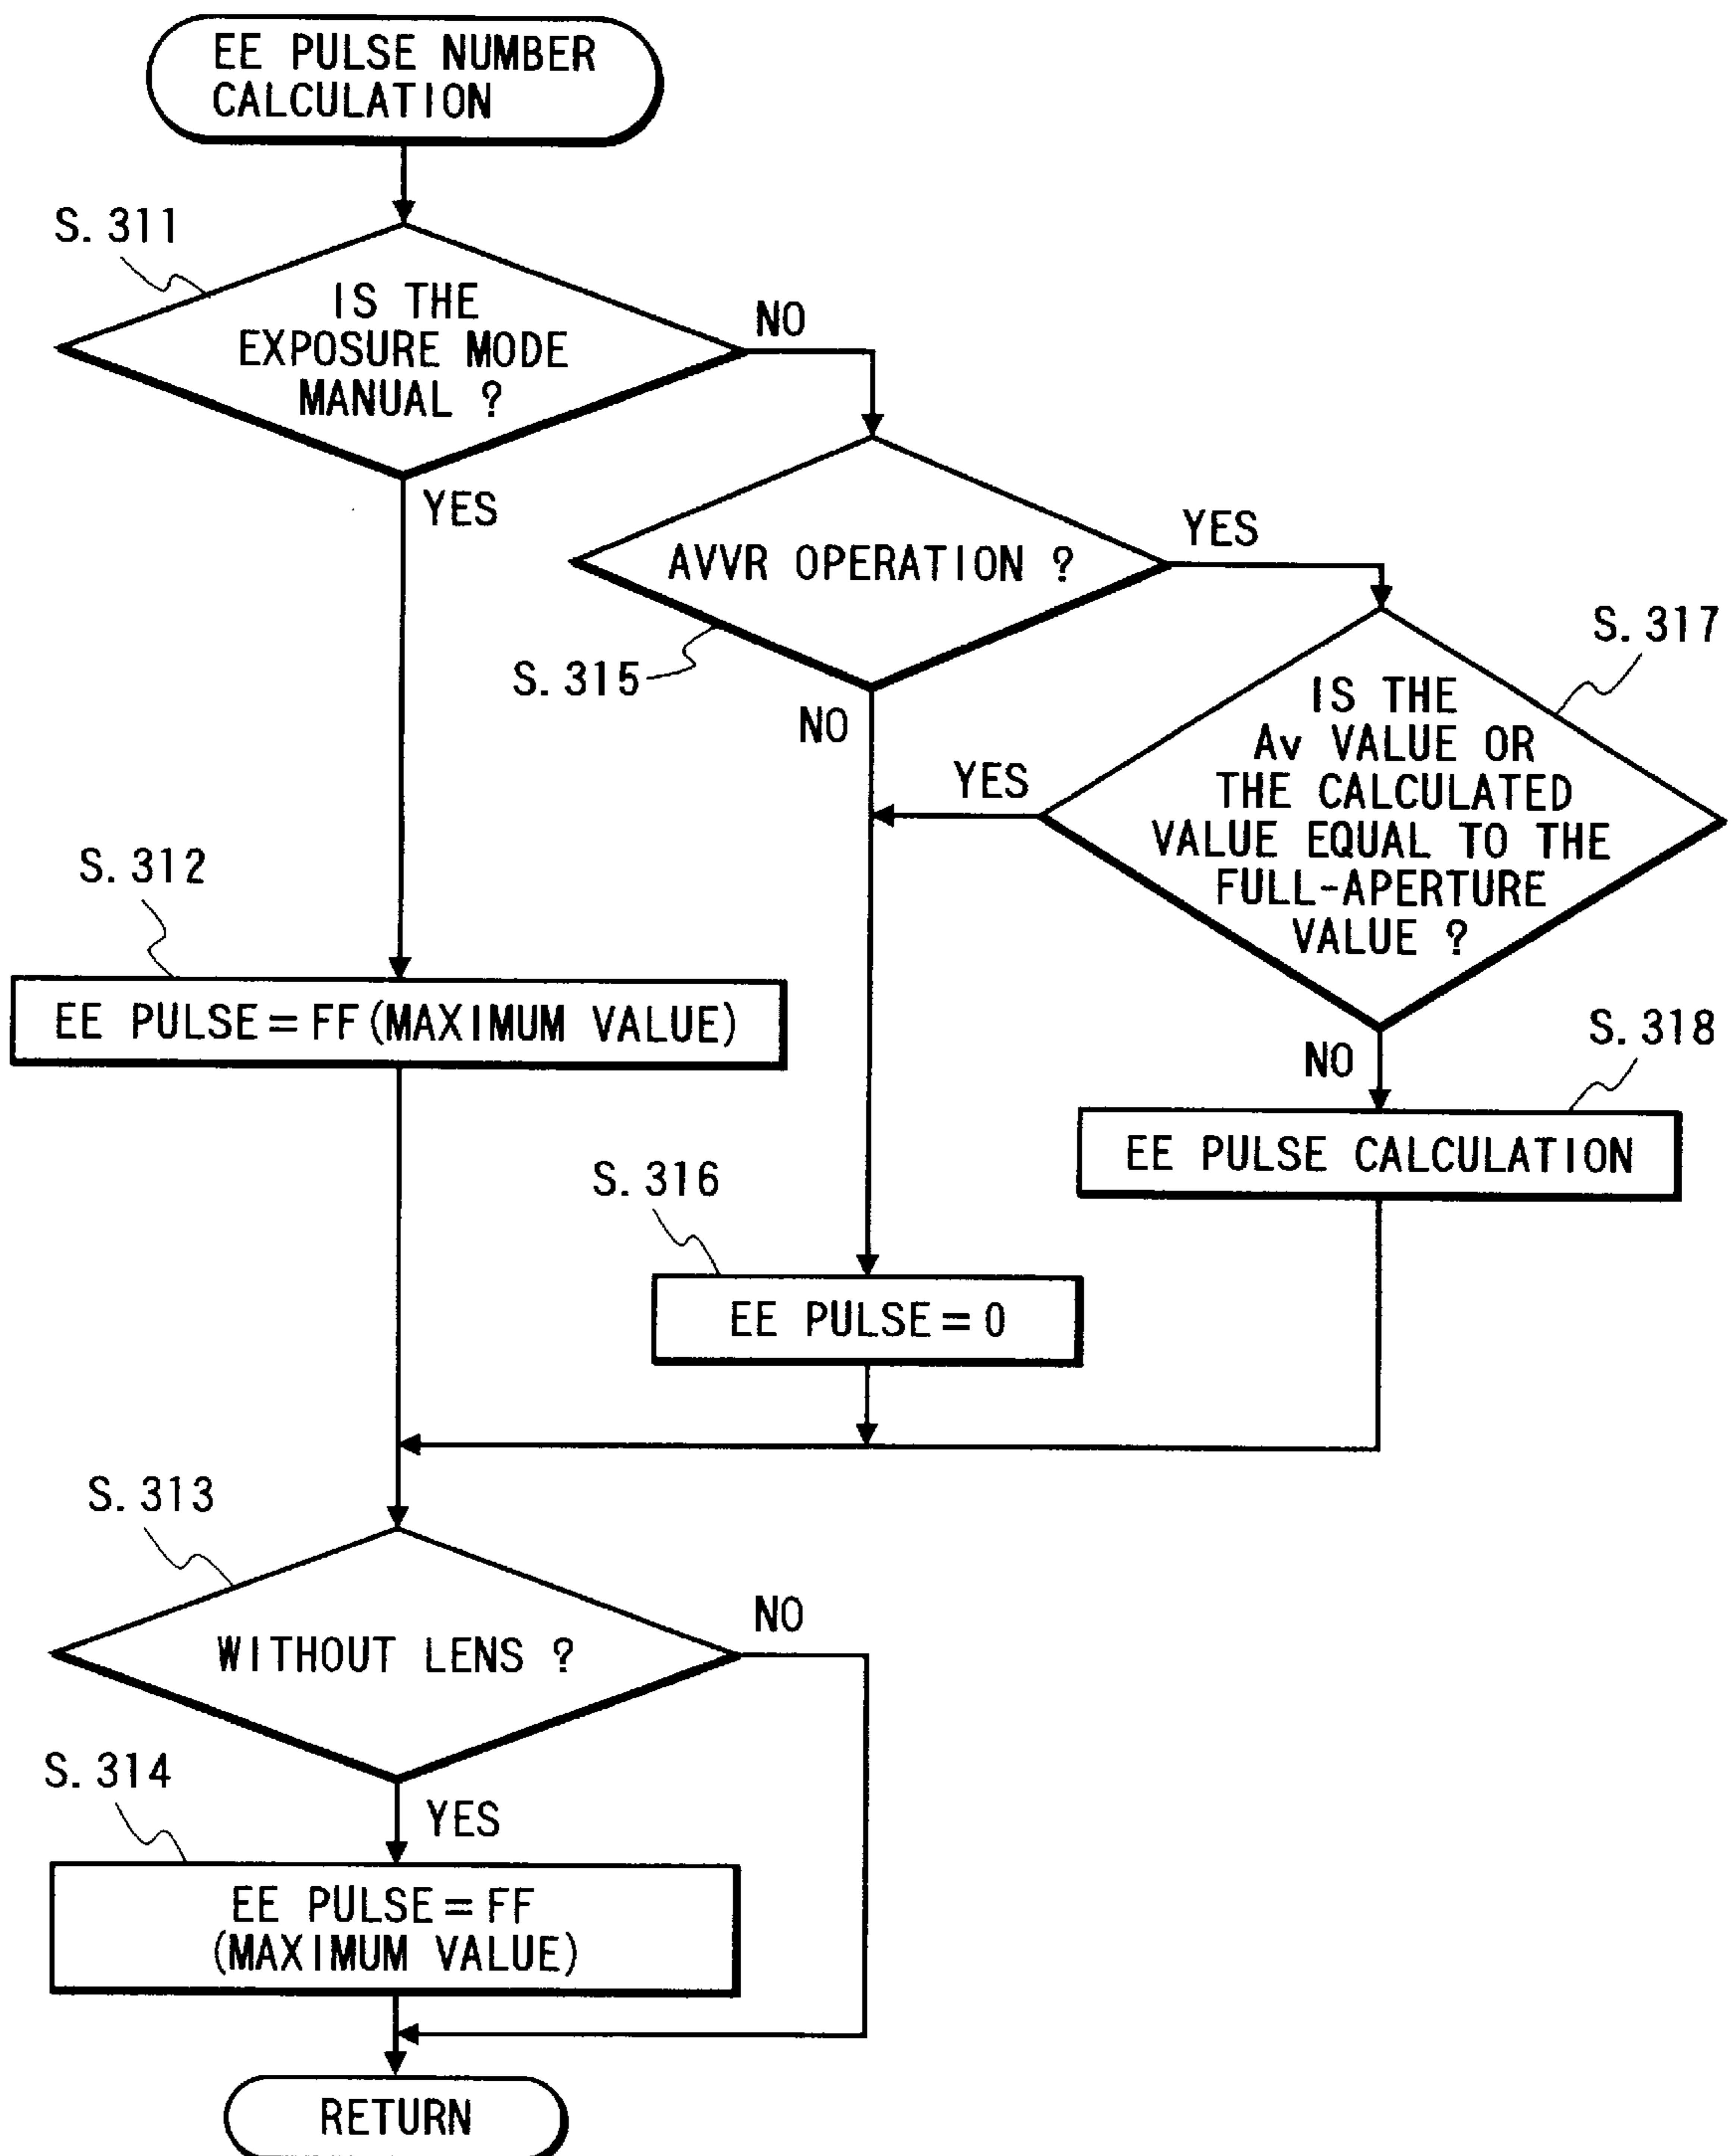 EE PULSE NUMBER
CALCULATION
S. 311
IS THE
EXPOSURE MODE
MANUAL ?
NO
YES
AVVR OPERATION ?
YES
S. 315
NO
S. 317
IS THE
Av VALUE OR
THE CALCULATED
VALUE EQUAL TO THE
FULL-APERTURE
VALUE ?
YES
NO
S. 312
EE PULSE = FF (MAXIMUM VALUE)
S. 318
EE PULSE CALCULATION
S. 316
EE PULSE = 0
S. 313
WITHOUT LENS ?
NO
YES
S. 314
EE PULSE = FF
(MAXIMUM VALUE)
RETURN